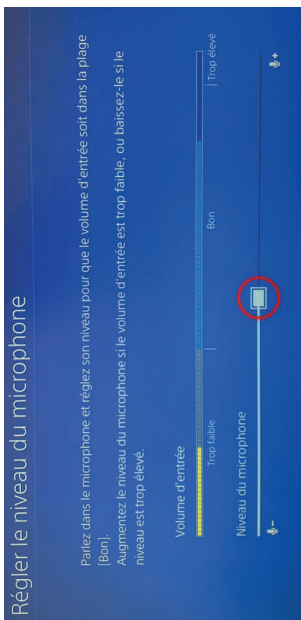 Régler le niveau du microphone
Parlez dans le microphone et réglez son niveau pour que le volume d'entrée soit dans la plage
[Bon].
Augmentez le niveau du microphone si le volume d'entrée est trop faible, ou baissez-le si le
niveau est trop élevé.
Volume d'entrée
Trop faible
Bon
Trop élevé
Niveau du microphone